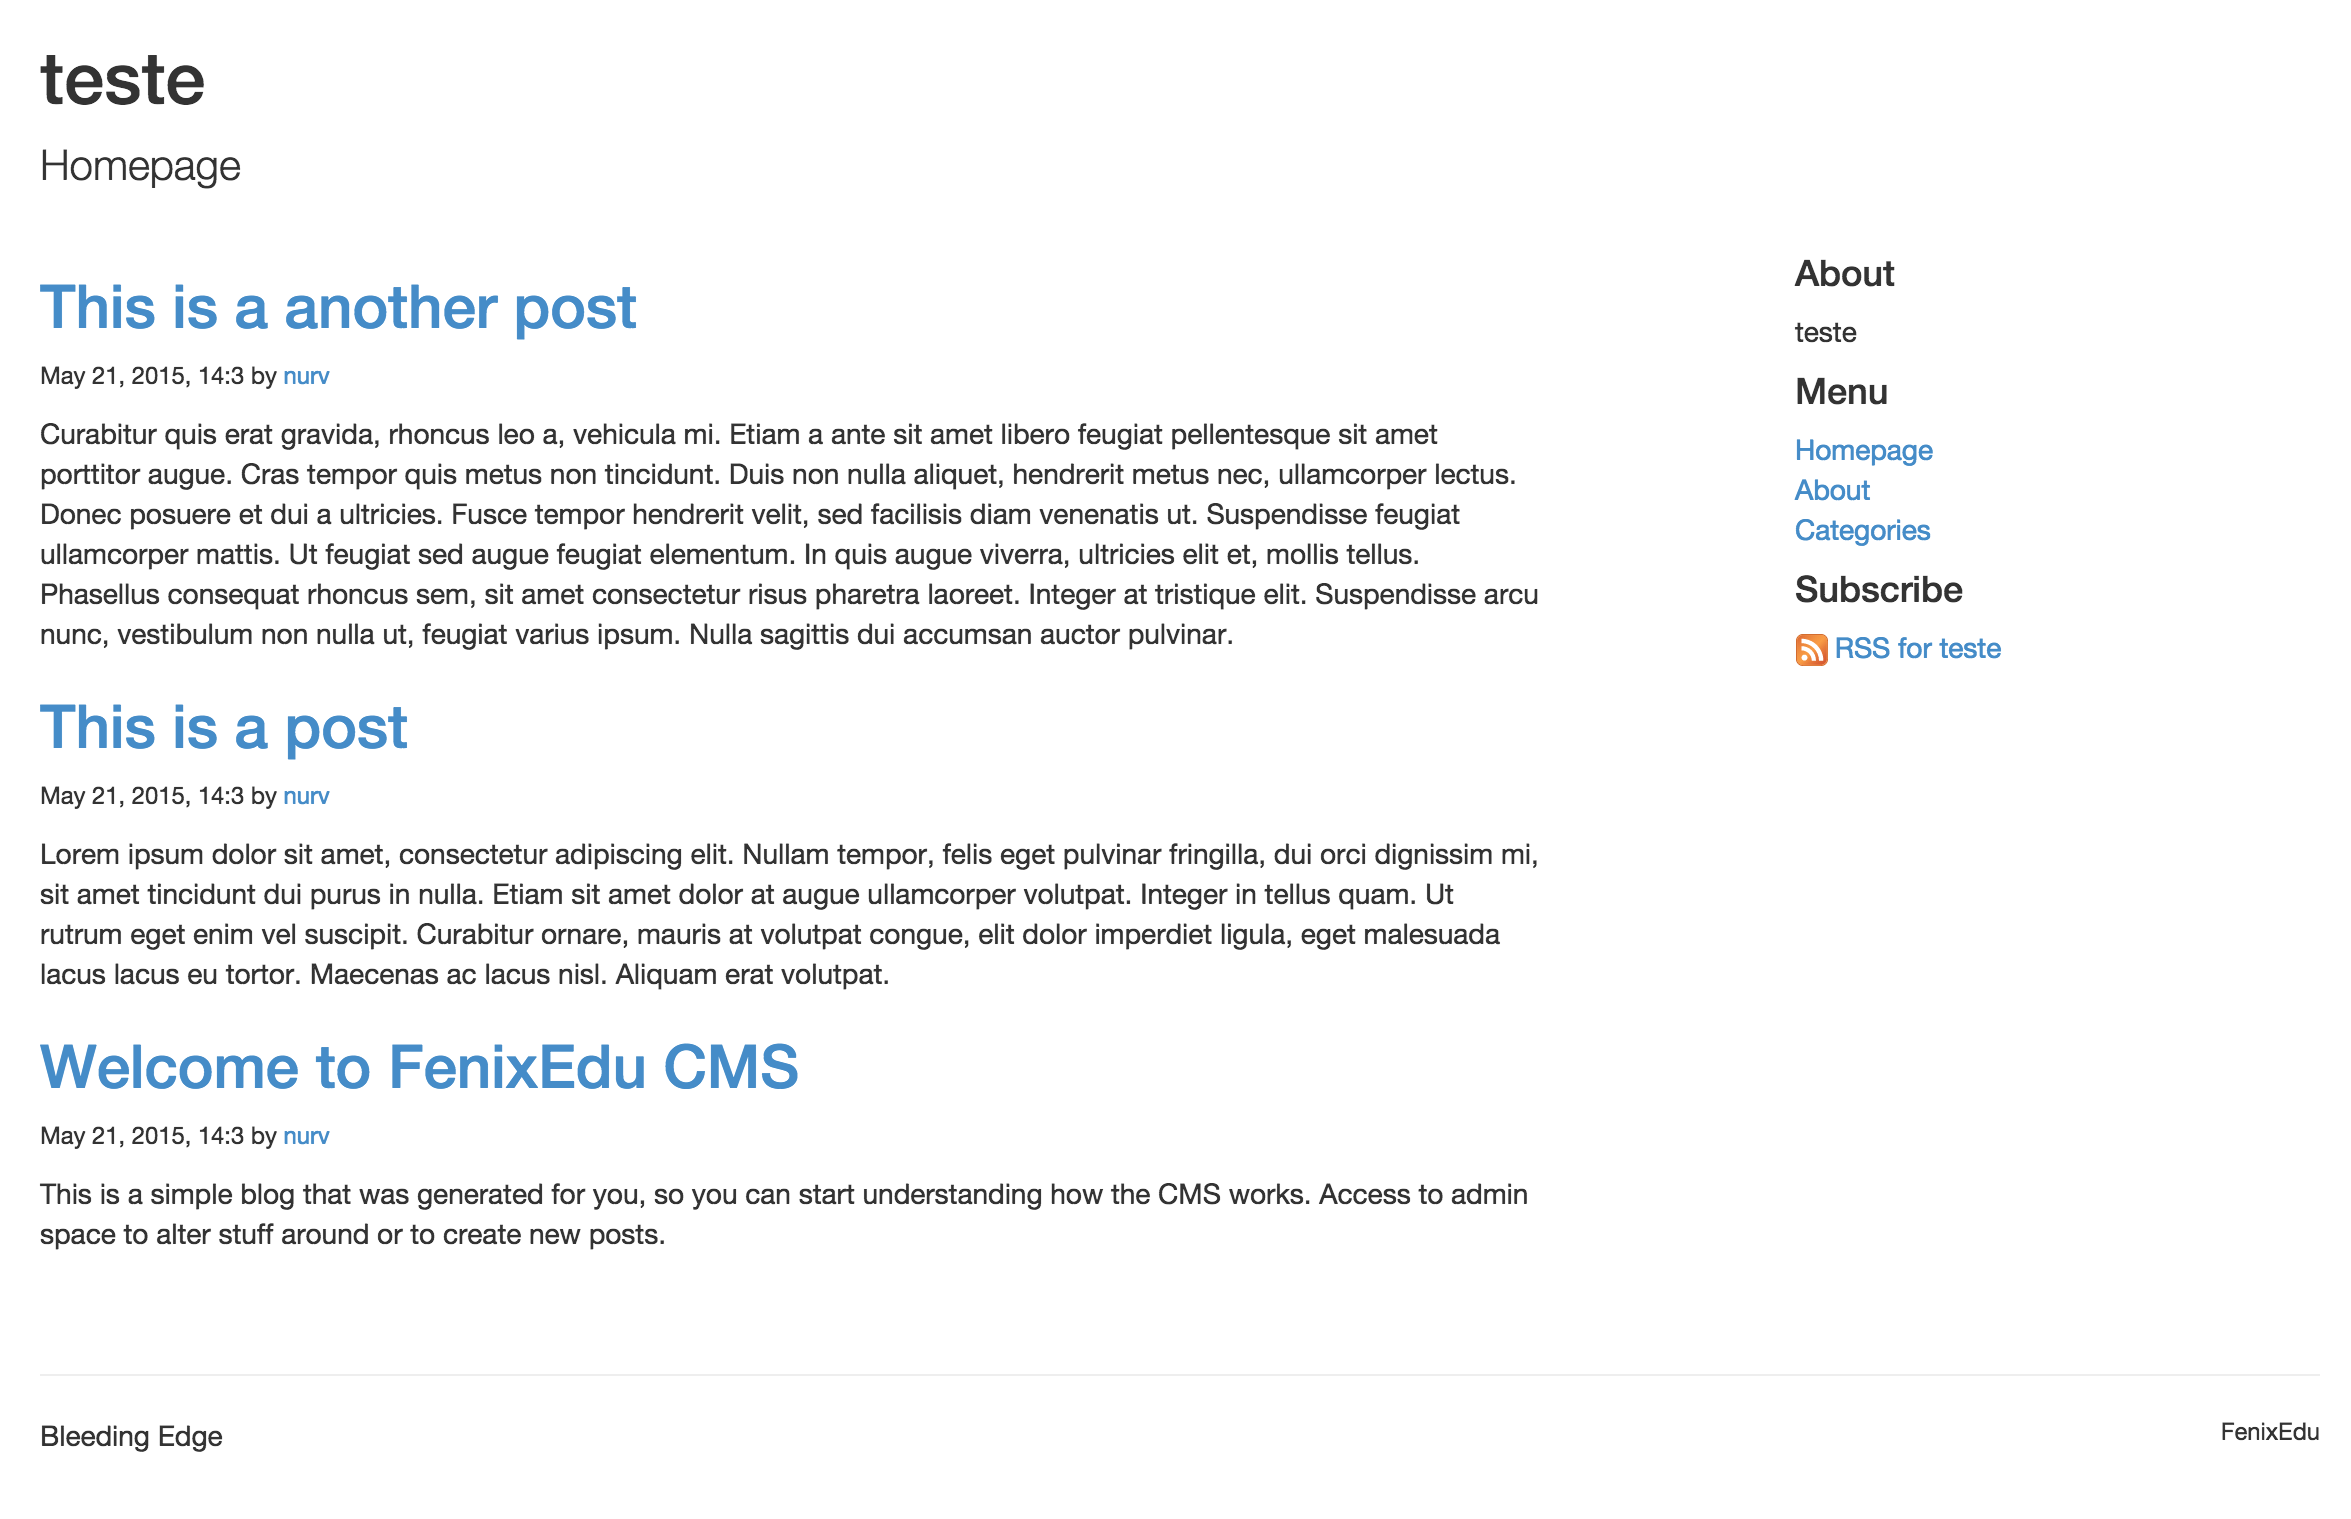 teste
Homepage
This is a another post
May 21, 2015, 14:3 by nurv
Curabitur quis erat gravida, rhoncus leo a, vehicula mi. Etiam a ante sit amet libero feugiat pellentesque sit amet
porttitor augue. Cras tempor quis metus non tincidunt. Duis non nulla aliquet, hendrerit metus nec, ullamcorper lectus.
Donec posuere et dui a ultricies. Fusce tempor hendrerit velit, sed facilisis diam venenatis ut. Suspendisse feugiat
ullamcorper mattis. Ut feugiat sed augue feugiat elementum. In quis augue viverra, ultricies elit et, mollis tellus.
Phasellus consequat rhoncus sem, sit amet consectetur risus pharetra laoreet. Integer at tristique elit. Suspendisse arcu
nunc, vestibulum non nulla ut, feugiat varius ipsum. Nulla sagittis dui accumsan auctor pulvinar.
This is a post
May 21, 2015, 14:3 by nurv
Lorem ipsum dolor sit amet, consectetur adipiscing elit. Nullam tempor, felis eget pulvinar fringilla, dui orci dignissim mi,
sit amet tincidunt dui purus in nulla. Etiam sit amet dolor at augue ullamcorper volutpat. Integer in tellus quam. Ut
rutrum eget enim vel suscipit. Curabitur ornare, mauris at volutpat congue, elit dolor imperdiet ligula, eget malesuada
lacus lacus eu tortor. Maecenas ac lacus nisl. Aliquam erat volutpat.
Welcome to FenixEdu CMS
May 21, 2015, 14:3 by nurv
This is a simple blog that was generated for you, so you can start understanding how the CMS works. Access to admin
space to alter stuff around or to create new posts.
About
teste
Menu
Homepage
About
Categories
Subscribe
RSS for teste
Bleeding Edge
FenixEdu